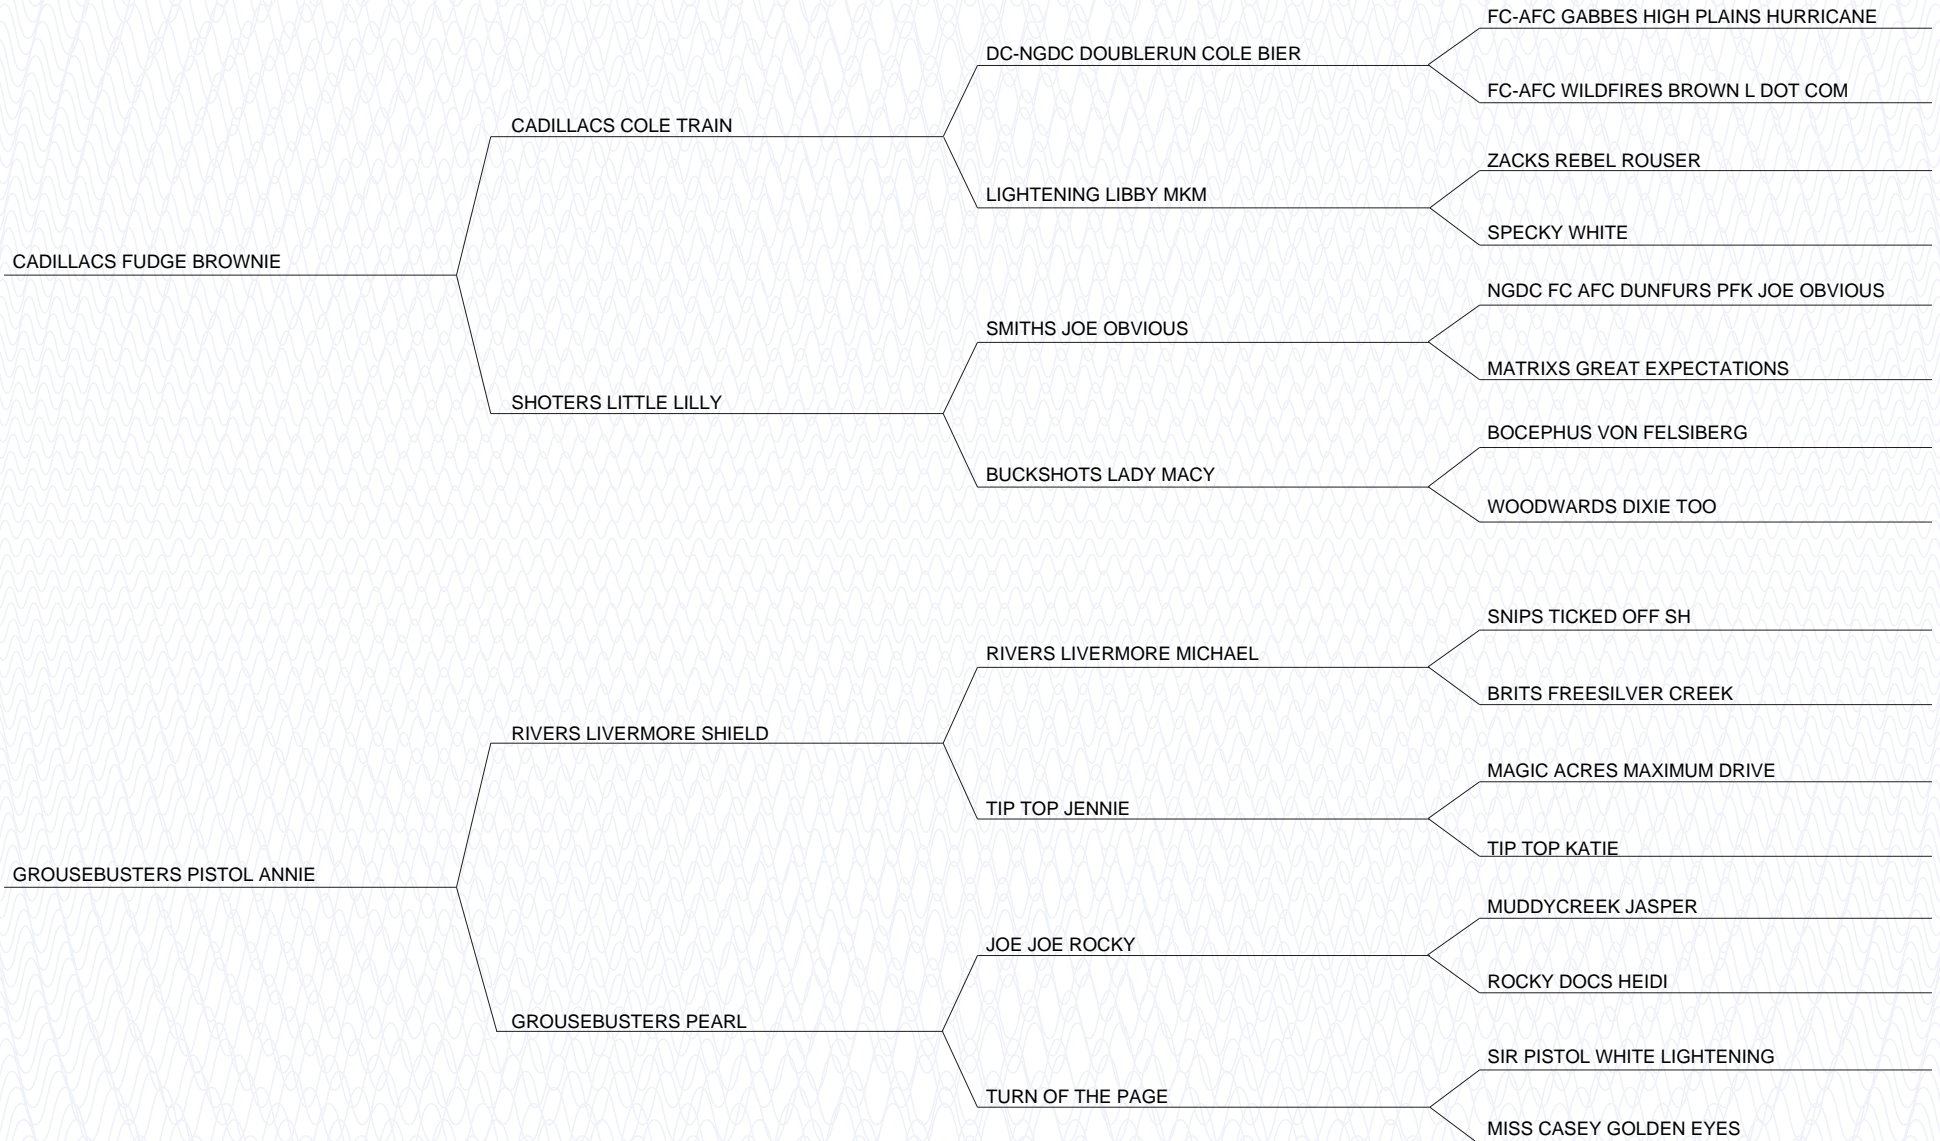 FC-AFC GABBES HIGH PLAINS HURRICANE
DC-NGDC DOUBLERUN COLE BIER
FC-AFC WILDFIRES BROWN L DOT COM
CADILLACS COLE TRAIN
ZACKS REBEL ROUSER
LIGHTENING LIBBY MKM
SPECKY WHITE
CADILLACS FUDGE BROWNIE
NGDC FC AFC DUNFURS PFK JOE OBVIOUS
SMITHS JOE OBVIOUS
MATRIXS GREAT EXPECTATIONS
SHOTERS LITTLE LILLY
BOCEPHUS VON FELSIBERG
BUCKSHOTS LADY MACY
WOODWARDS DIXIE TOO
SNIPS TICKED OFF SH
RIVERS LIVERMORE MICHAEL
BRITS FREESILVER CREEK
RIVERS LIVERMORE SHIELD
MAGIC ACRES MAXIMUM DRIVE
TIP TOP JENNIE
TIP TOP KATIE
GROUSEBUSTERS PISTOL ANNIE
MUDDYCREEK JASPER
JOE JOE ROCKY
ROCKY DOCS HEIDI
GROUSEBUSTERS PEARL
SIR PISTOL WHITE LIGHTENING
TURN OF THE PAGE
MISS CASEY GOLDEN EYES